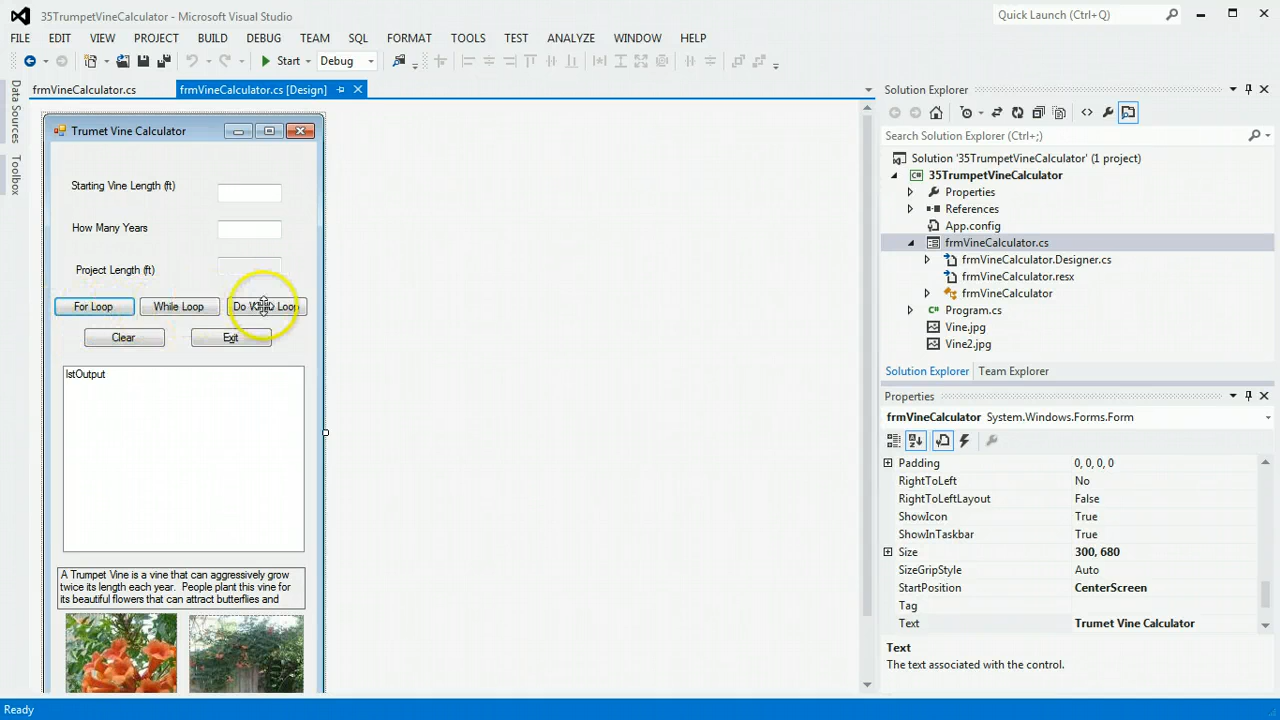 35TrumpetVineCalculator - Microsoft Visual Studio
Quick Launch (Ctrl+Q)
FILE EDIT VIEW PROJECT BUILD DEBUG TEAM SQL FORMAT TOOLS TEST ANALYZE WINDOW HELP
Start Debug
Data Sources
Toolbox
frmVineCalculator.cs frmVineCalculator.cs [Design]
Trumet Vine Calculator
Starting Vine Length (ft)
How Many Years
Project Length (ft)
For Loop While Loop Do While Loop
Clear Exit
lstOutput
A Trumpet Vine is a vine that can aggressively grow
twice its length each year. People plant this vine for
its beautiful flowers that can attract butterflies and
Solution Explorer
Search Solution Explorer (Ctrl+;)
Solution '35TrumpetVineCalculator' (1 project)
35TrumpetVineCalculator
Properties
References
App.config
frmVineCalculator.cs
frmVineCalculator.Designer.cs
frmVineCalculator.resx
frmVineCalculator
Program.cs
Vine.jpg
Vine2.jpg
Solution Explorer Team Explorer
Properties
frmVineCalculator System.Windows.Forms.Form
Padding 0, 0, 0, 0
RightToLeft No
RightToLeftLayout False
ShowIcon True
ShowInTaskbar True
Size 300, 680
SizeGripStyle Auto
StartPosition CenterScreen
Tag
Text Trumet Vine Calculator
Text
The text associated with the control.
Ready